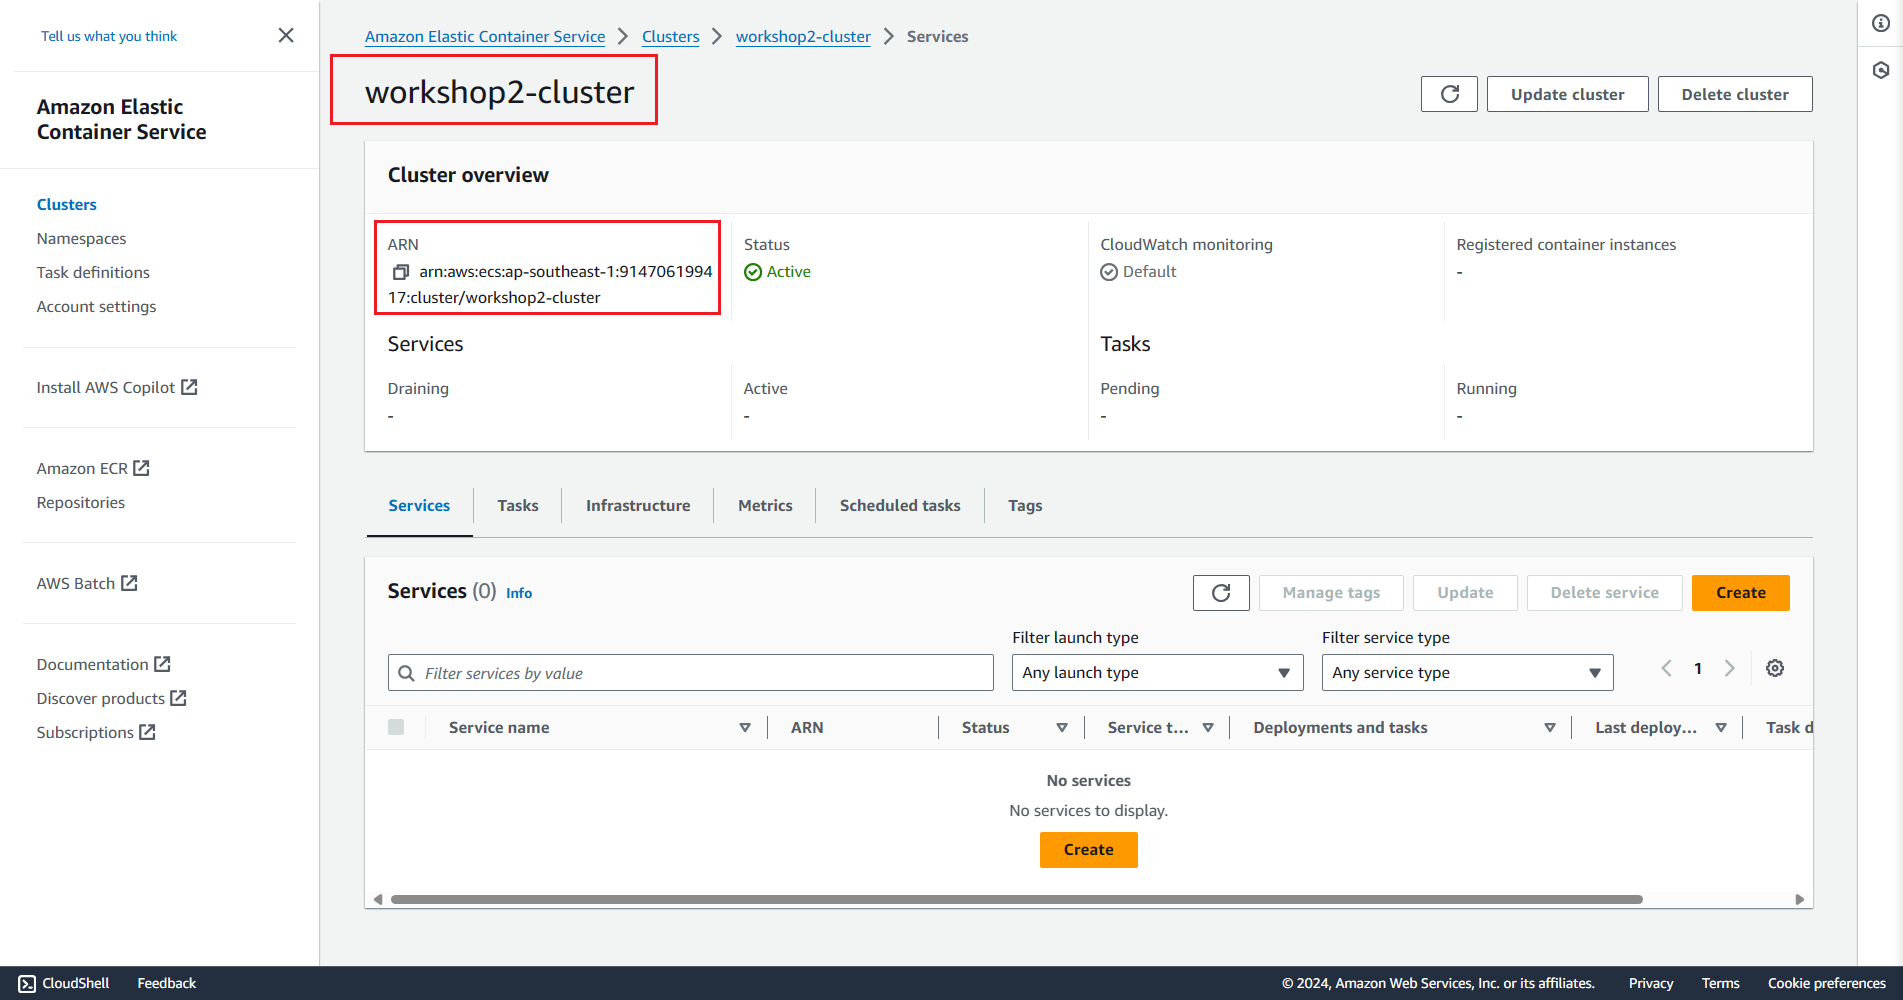 Tell us what you think
Amazon Elastic
Container Service
Clusters
Namespaces
Task definitions
Account settings
Install AWS Copilot
Amazon ECR
Repositories
AWS Batch
Documentation
Discover products
Subscriptions
Amazon Elastic Container Service Clusters workshop2-cluster Services
workshop2-cluster
Update cluster Delete cluster
Cluster overview
ARN
arn:aws:ecs:ap-southeast-1:9147061994
17:cluster/workshop2-cluster
Status
Active
CloudWatch monitoring
Default
Registered container instances
-
Services
Draining
-
Active
-
Tasks
Pending
-
Running
-
Services Tasks Infrastructure Metrics Scheduled tasks Tags
Services (0) Info
Manage tags Update Delete service Create
Filter launch type Filter service type
Filter services by value Any launch type Any service type 1
Service name ARN Status Service t... Deployments and tasks Last deploy... Task d
No services
No services to display.
Create
CloudShell Feedback © 2024, Amazon Web Services, Inc. or its affiliates. Privacy Terms Cookie preferences